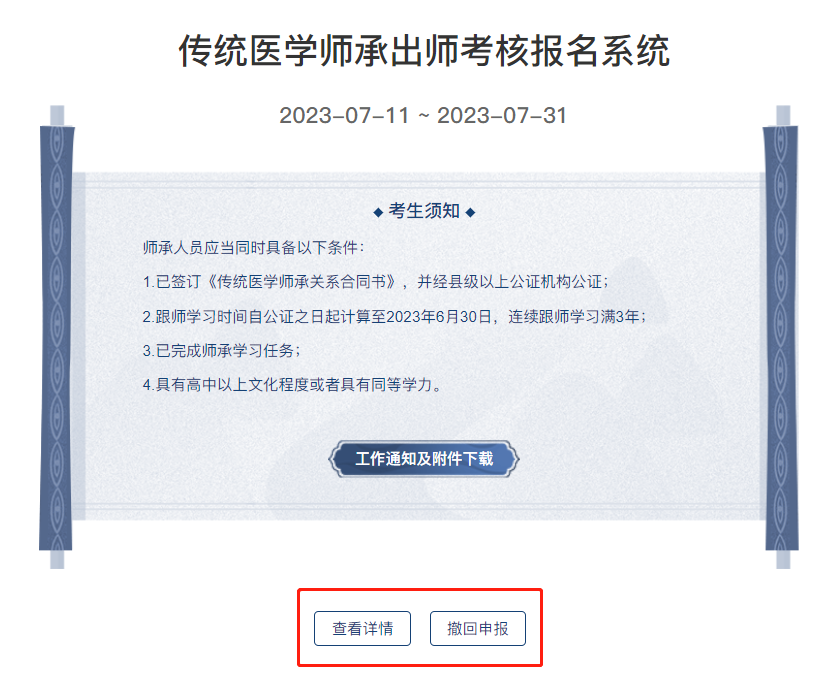 传统医学师承出师考核报名系统
2023-07-11 ~ 2023-07-31
考生须知
师承人员应当同时具备以下条件：
1.已签订《传统医学师承关系合同书》，并经县级以上公证机构公证；
2.跟师学习时间自公证之日起计算至2023年6月30日，连续跟师学习满3年；
3.已完成师承学习任务；
4.具有高中以上文化程度或者具有同等学力。
工作通知及附件下载
查看详情 撤回申报